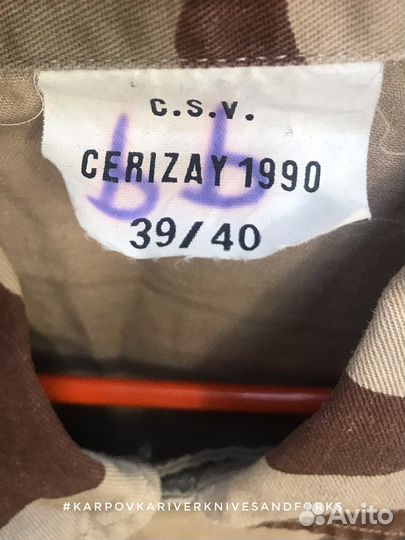 C.S.V.
CERIZAY 1990
39/40
#KARPOVKARIVERKNIVESANDFORKS
Avito